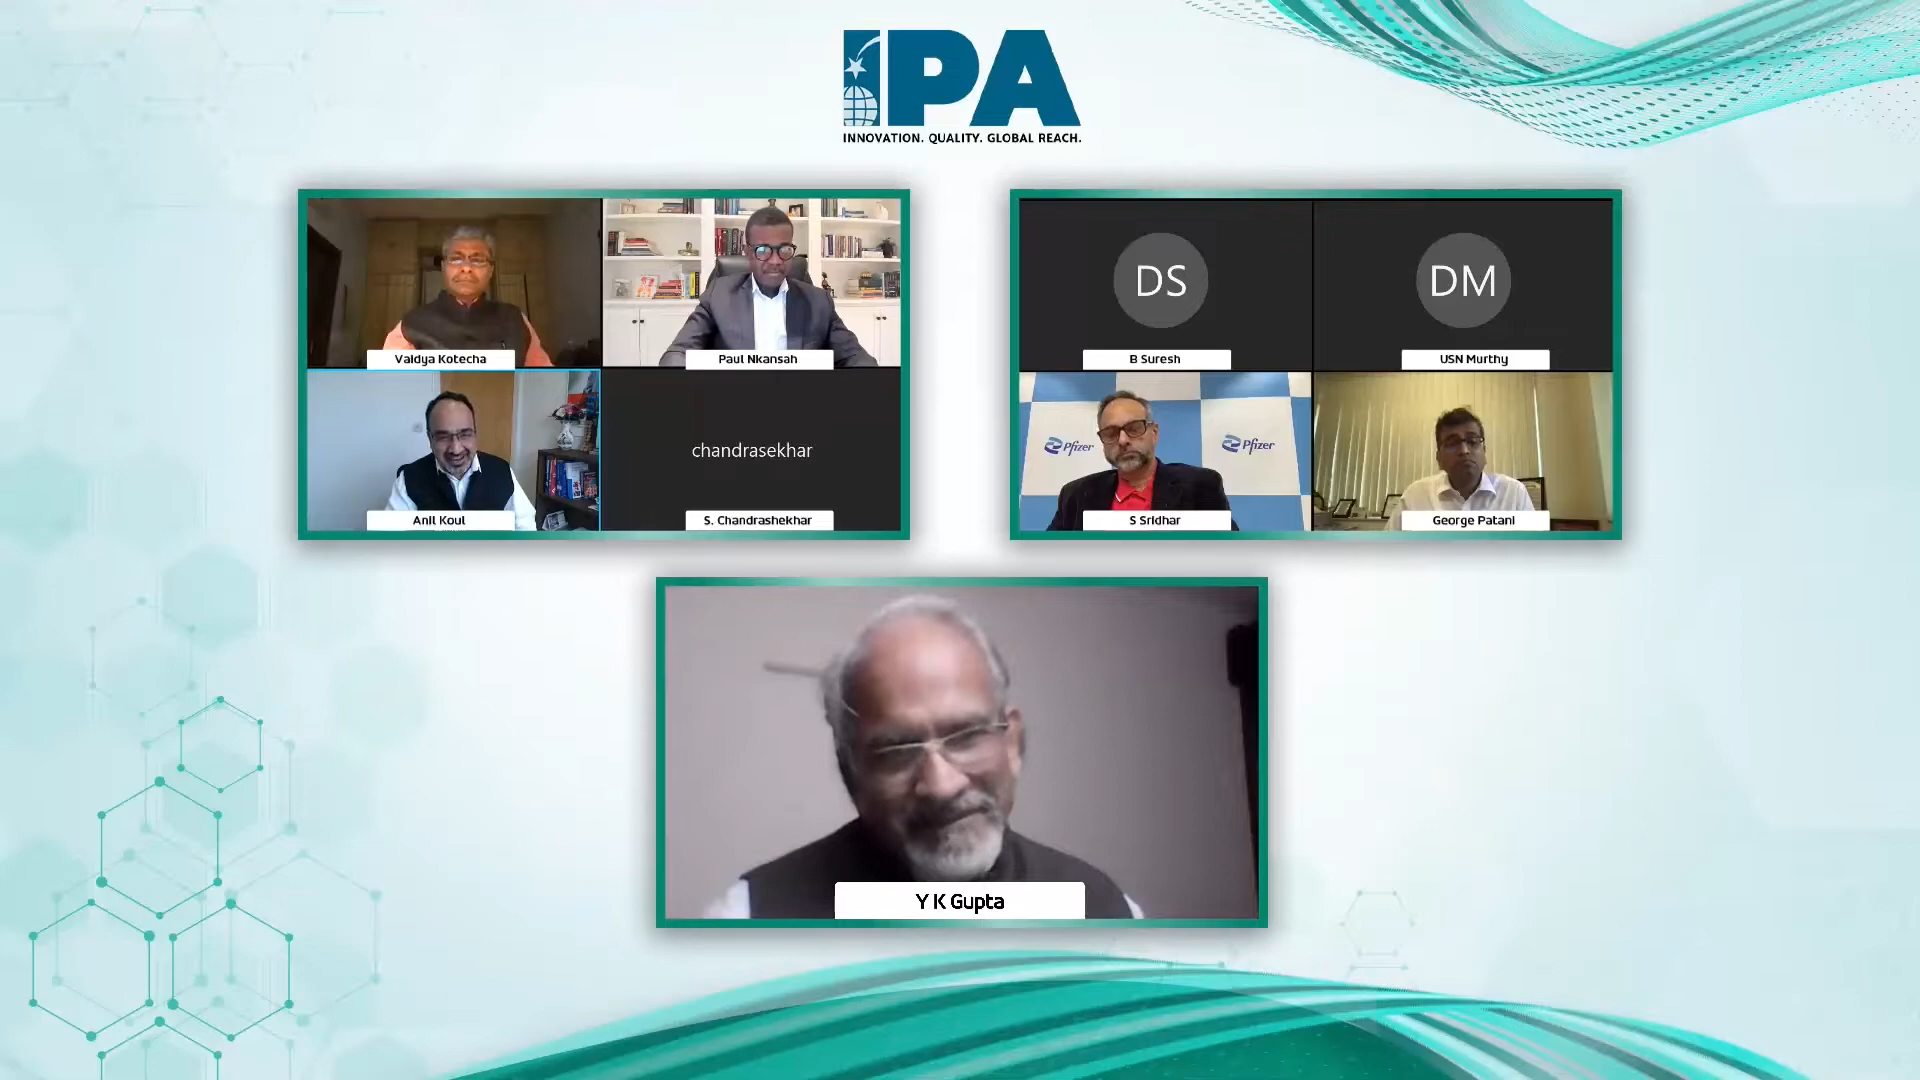 IPA
INNOVATION. QUALITY. GLOBAL REACH.
Vaidya Kotecha
Paul Nkansah
Anil Koul
chandrasekhar
S. Chandrashekhar
DS
DM
B Suresh
USN Murthy
Pfizer
Pfizer
S Sridhar
George Patani
Y K Gupta